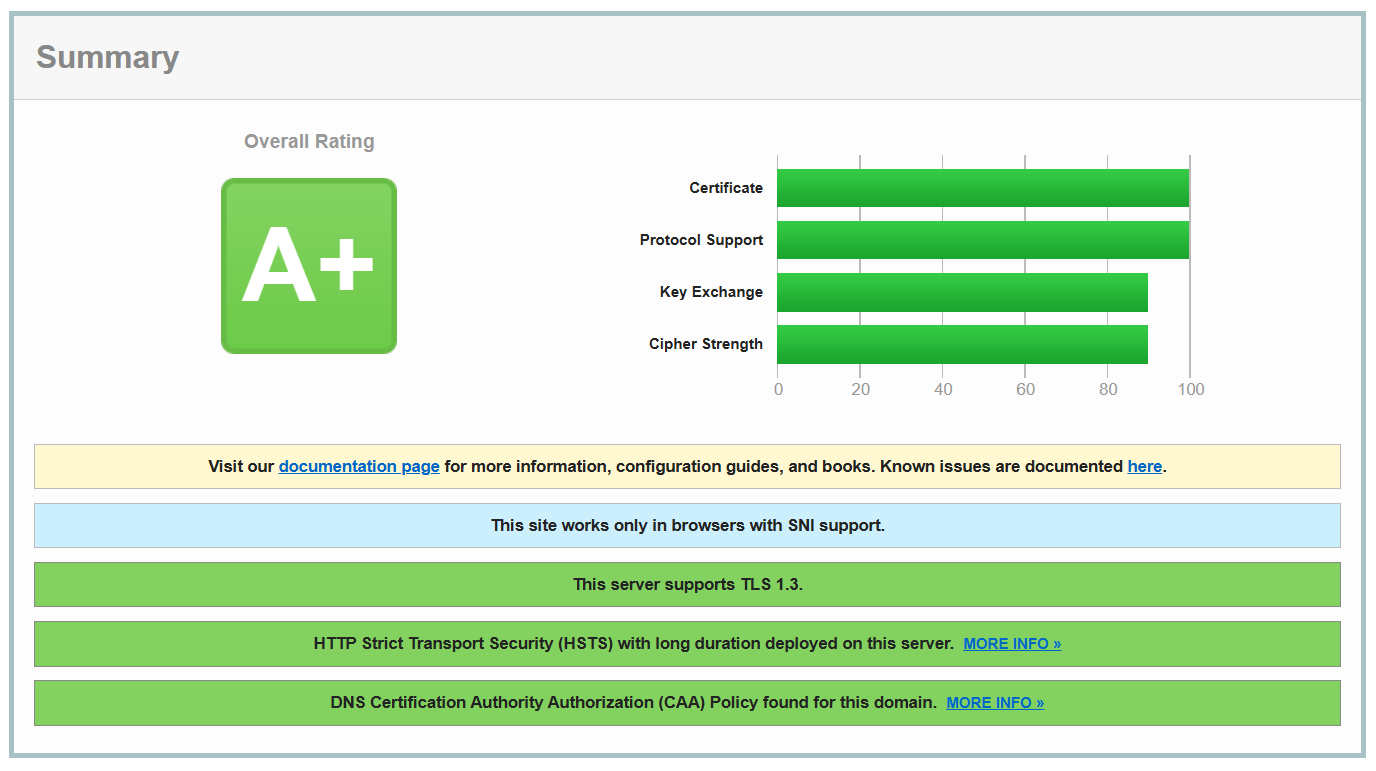 Summary
Overall Rating
A+
Certificate
Protocol Support
Key Exchange
Cipher Strength
0 20 40 60 80 100
Visit our documentation page for more information, configuration guides, and books. Known issues are documented here.
This site works only in browsers with SNI support.
This server supports TLS 1.3.
HTTP Strict Transport Security (HSTS) with long duration deployed on this server. MORE INFO »
DNS Certification Authority Authorization (CAA) Policy found for this domain. MORE INFO »